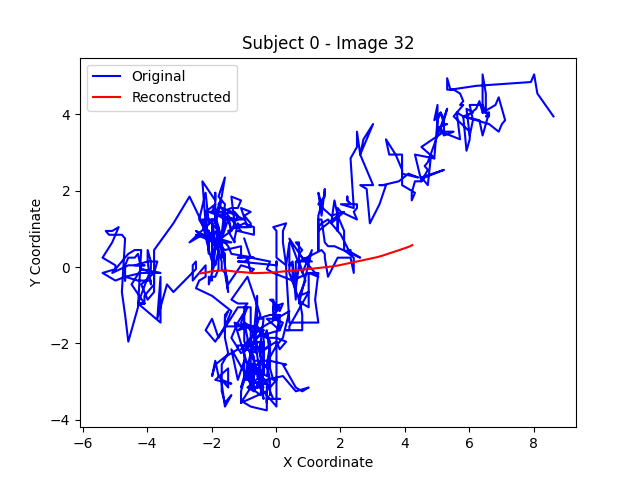 Subject 0 - Image 32
Original
Reconstructed
4
2
0
−2
−4
Y Coordinate
−6
−4
−2
0
2
4
6
8
X Coordinate